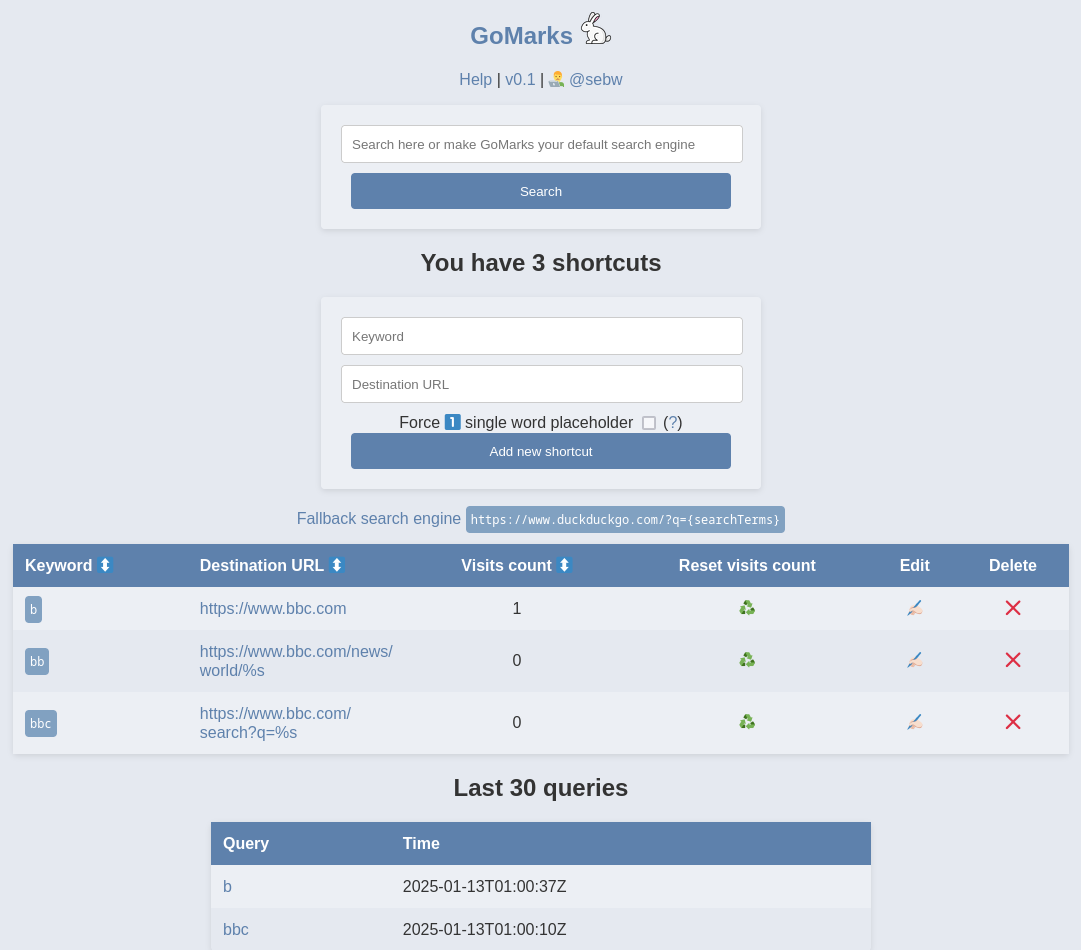 GoMarks
Help | v0.1 | @sebw
Search here or make GoMarks your default search engine
Search
You have 3 shortcuts
Keyword
Destination URL
Force 1 single word placeholder (?)
Add new shortcut
Fallback search engine https://www.duckduckgo.com/?q={searchTerms}
Keyword Destination URL Visits count Reset visits count Edit Delete
b https://www.bbc.com 1
bb https://www.bbc.com/news/
world/%s 0
bbc https://www.bbc.com/
search?q=%s 0
Last 30 queries
Query Time
b 2025-01-13T01:00:37Z
bbc 2025-01-13T01:00:10Z